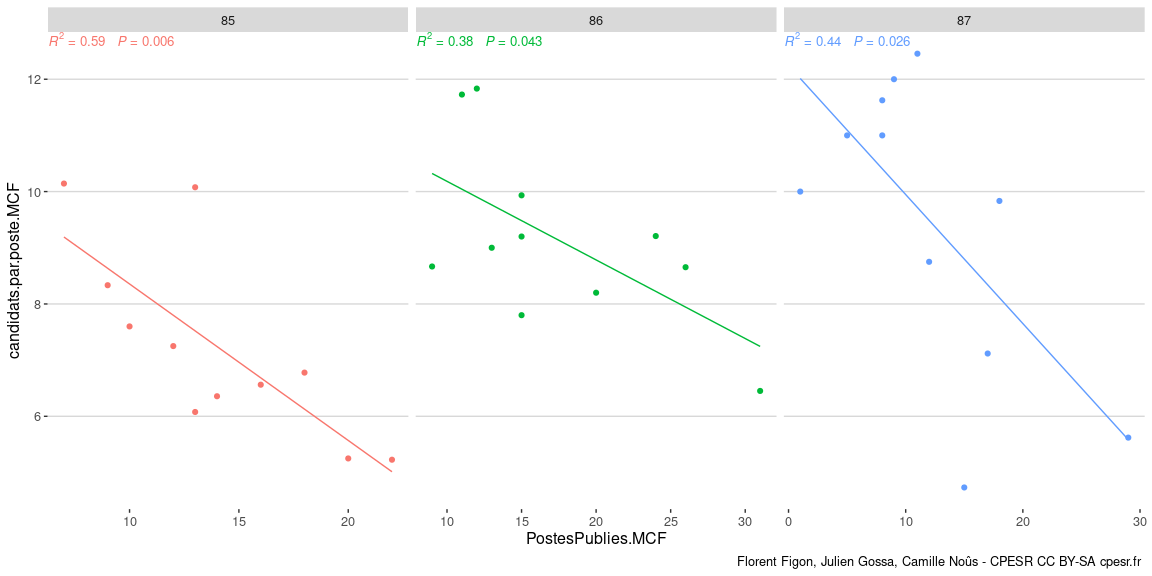 85 86 87
R² = 0.59 P = 0.006 R² = 0.38 P = 0.043 R² = 0.44 P = 0.026
12
10
8
6
candidats.par.poste.MCF
10 15 20 10 15 20 25 30 0 10 20 30
PostesPublies.MCF
Florent Figon, Julien Gossa, Camille Noûs - CPESR CC BY-SA cpesr.fr